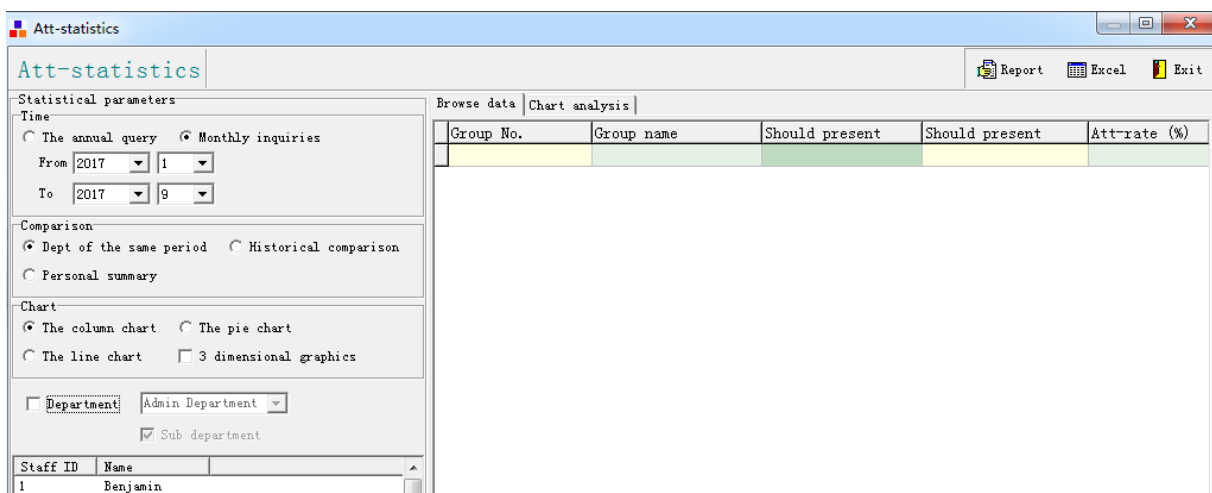 Att-statistics
Att-statistics
Report Excel Exit
Statistical parameters
Time
The annual query Monthly inquiries
From 2017 1
To 2017 9
Comparison
Dept of the same period Historical comparison
Personal summary
Chart
The column chart The pie chart
The line chart 3 dimensional graphics
Department Admin Department
Sub department
Staff ID Name
1 Benjamin
Browse data Chart analysis
Group No. Group name Should present Should present Att-rate (%)